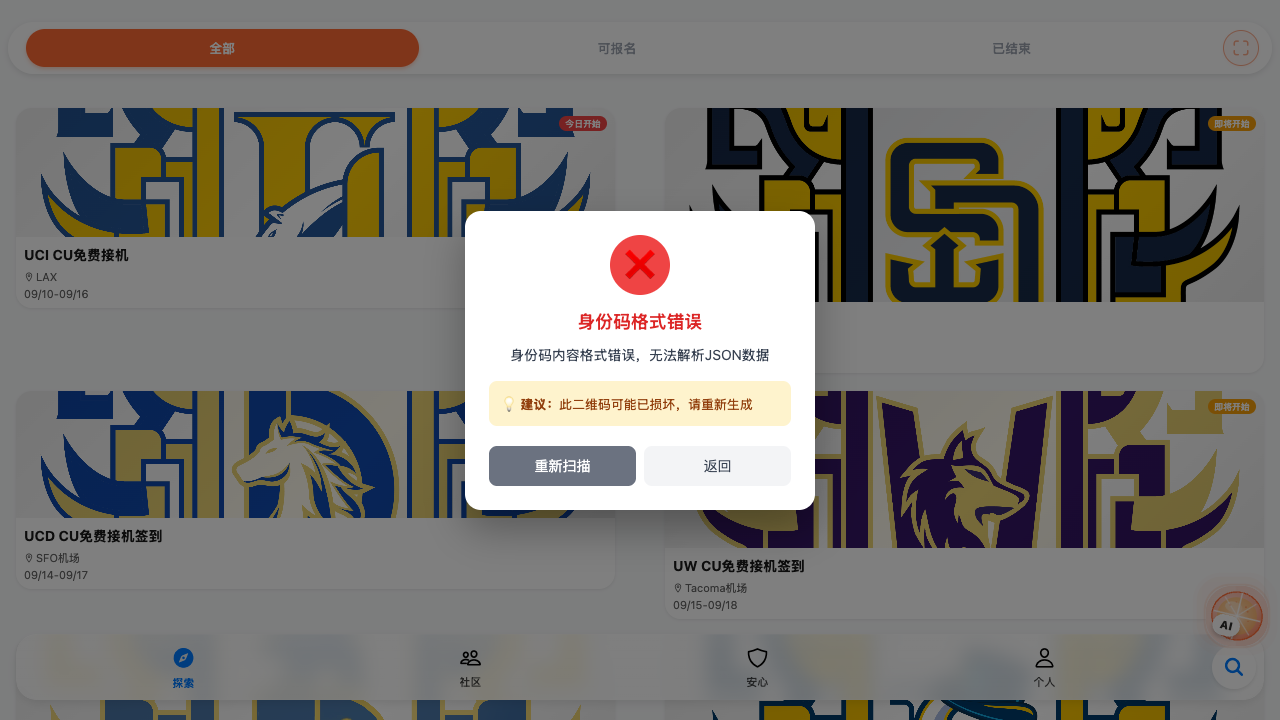 全部
可报名
已结束
今日开始
即将开始
UCI CU免费接机
LAX
09/10-09/16
身份码格式错误
身份码内容格式错误，无法解析JSON数据
建议：此二维码可能已损坏，请重新生成
重新扫描
返回
即将开始
UCD CU免费接机签到
SFO机场
09/14-09/17
UW CU免费接机签到
Tacoma机场
09/15-09/18
AI
探索
社区
安心
个人